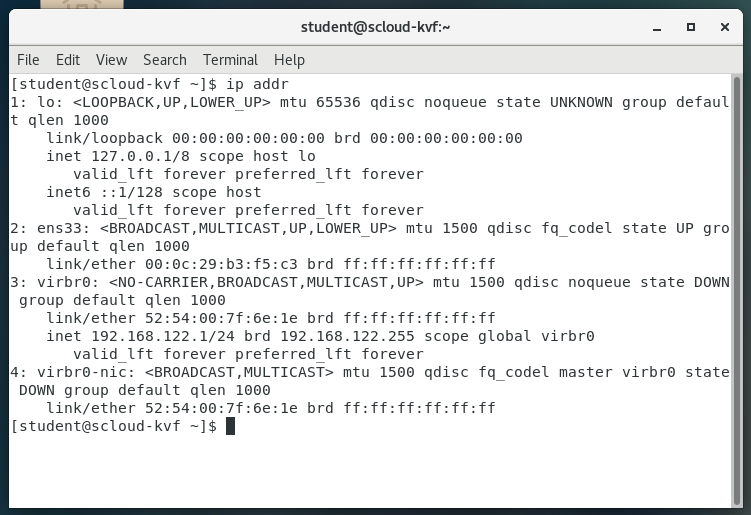 student@scloud-kvf:~
File Edit View Search Terminal Help
[student@scloud-kvf ~]$ ip addr
1: lo: <LOOPBACK,UP,LOWER_UP> mtu 65536 qdisc noqueue state UNKNOWN group defaul
t qlen 1000
    link/loopback 00:00:00:00:00:00 brd 00:00:00:00:00:00
    inet 127.0.0.1/8 scope host lo
       valid_lft forever preferred_lft forever
    inet6 ::1/128 scope host
       valid_lft forever preferred_lft forever
2: ens33: <BROADCAST,MULTICAST,UP,LOWER_UP> mtu 1500 qdisc fq_codel state UP gro
up default qlen 1000
    link/ether 00:0c:29:b3:f5:c3 brd ff:ff:ff:ff:ff:ff
3: virbr0: <NO-CARRIER,BROADCAST,MULTICAST,UP> mtu 1500 qdisc noqueue state DOWN
 group default qlen 1000
    link/ether 52:54:00:7f:6e:1e brd ff:ff:ff:ff:ff:ff
    inet 192.168.122.1/24 brd 192.168.122.255 scope global virbr0
       valid_lft forever preferred_lft forever
4: virbr0-nic: <BROADCAST,MULTICAST> mtu 1500 qdisc fq_codel master virbr0 state
 DOWN group default qlen 1000
    link/ether 52:54:00:7f:6e:1e brd ff:ff:ff:ff:ff:ff
[student@scloud-kvf ~]$